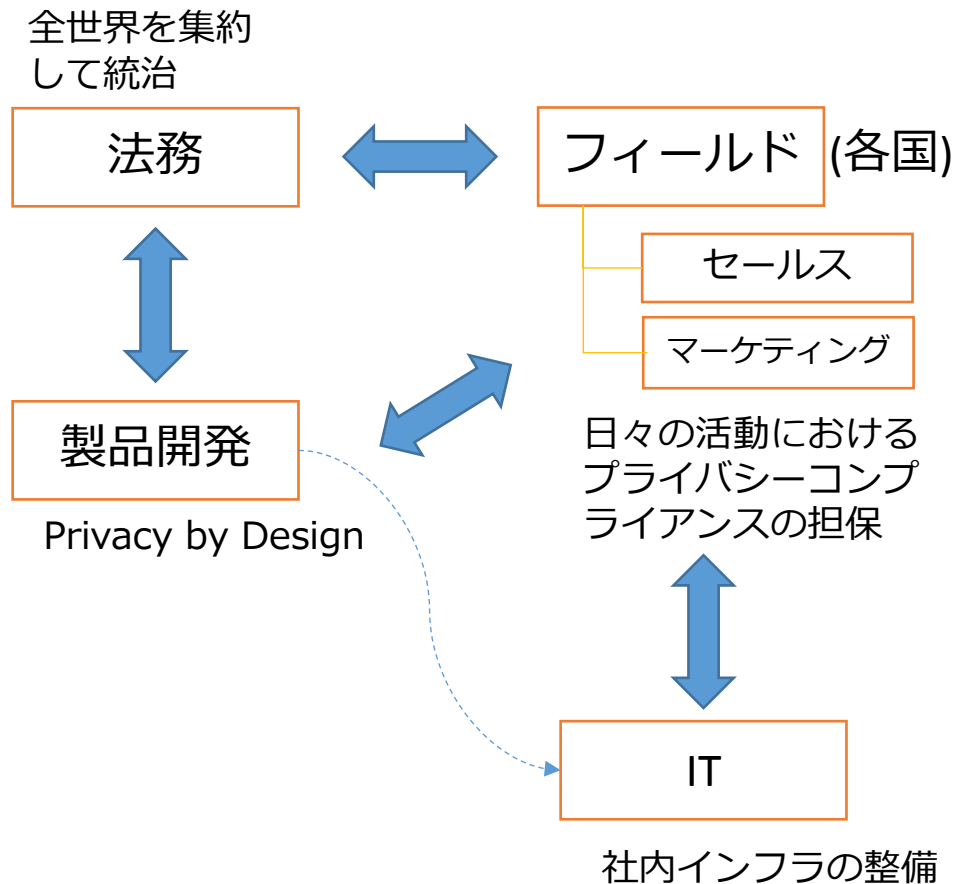 全世界を集約
して統治
法務
フィールド (各国)
セールス
マーケティング
製品開発
Privacy by Design
日々の活動における
プライバシーコンプ
ライアンスの担保
IT
社内インフラの整備